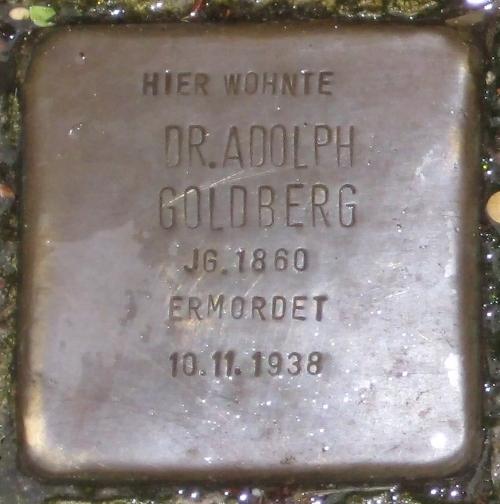 HIER WOHNTE
DR. ADOLPH
GOLDBERG
JG. 1860
ERMORDET
10.11.1938